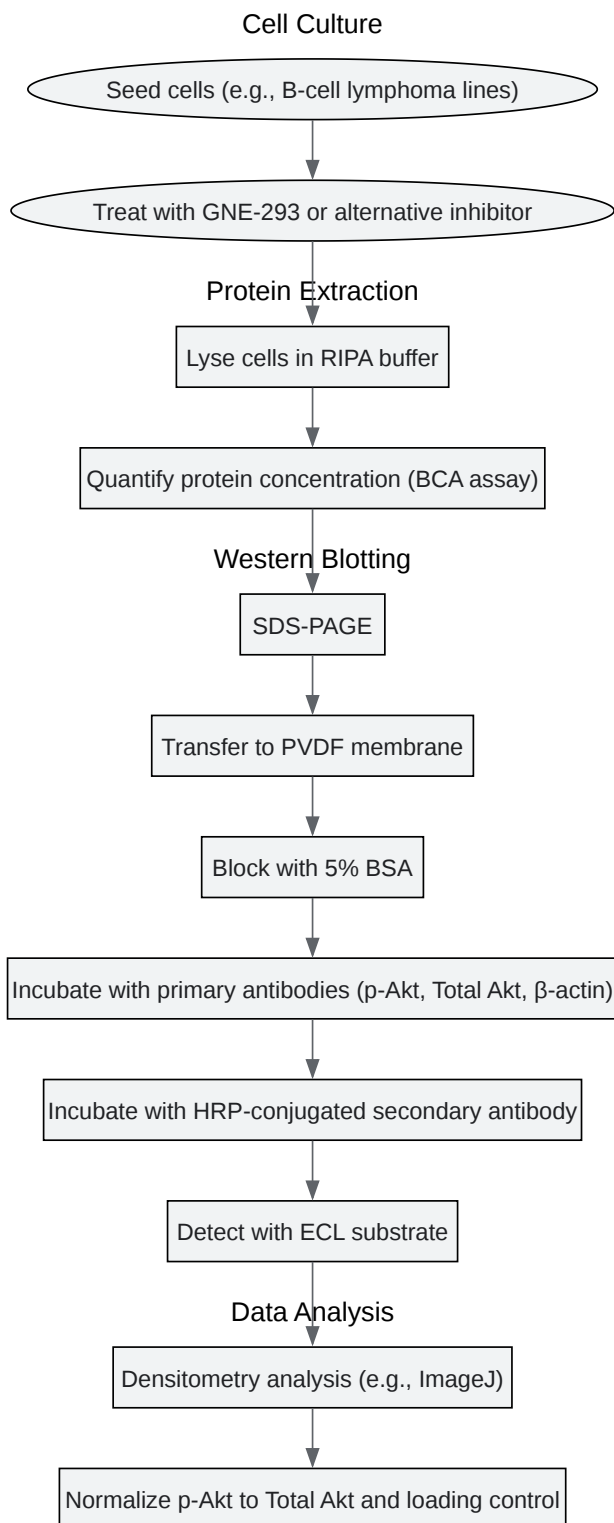 Cell Culture
Seed cells (e.g., B-cell lymphoma lines)
Treat with GNE-293 or alternative inhibitor
Protein Extraction
Lyse cells in RIPA buffer
Quantify protein concentration (BCA assay)
Western Blotting
SDS-PAGE
Transfer to PVDF membrane
Block with 5% BSA
Incubate with primary antibodies (p-Akt, Total Akt, β-actin)
Incubate with HRP-conjugated secondary antibody
Detect with ECL substrate
Data Analysis
Densitometry analysis (e.g., ImageJ)
Normalize p-Akt to Total Akt and loading control